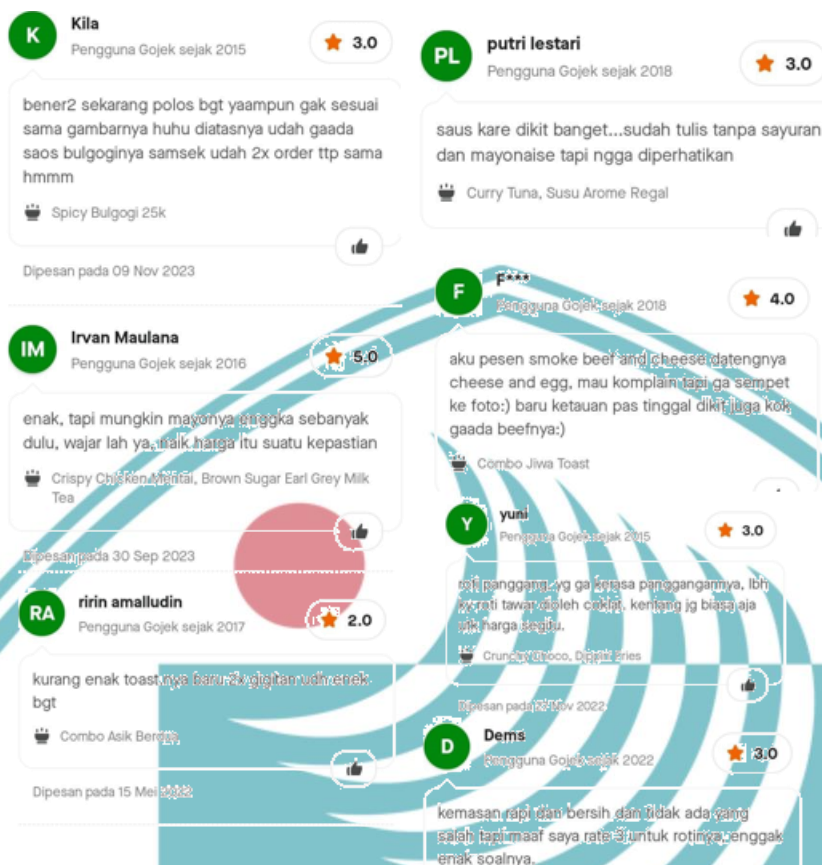 K
Kila
Pengguna Gojek sejak 2015
3.0
bener2 sekarang polos bgt yaampun gak sesuai
sama gambarnya huhu diatasnya udah gaada
saos bulgoginya samsek udah 2x order ttp sama
hmmm
Spicy Bulgogi 25k
Dipesan pada 09 Nov 2023
IM
Irvan Maulana
Pengguna Gojek sejak 2016
5.0
enak, tapi mungkin mayonya enggka sebanyak
dulu, wajar lah ya, naik harga itu suatu kepastian
Crispy Chicken Mentai, Brown Sugar Earl Grey Milk
Tea
Dipesan pada 30 Sep 2023
RA
ririn amalludin
Pengguna Gojek sejak 2017
2.0
kurang enak toastnya baru 2x gigitan udh enek
bgt
Combo Asik Berdua
Dipesan pada 15 Mei
PL
putri lestari
Pengguna Gojek sejak 2018
3.0
saus kare dikit banget...sudah tulis tanpa sayuran
dan mayonaise tapi ngga diperhatikan
Curry Tuna, Susu Arome Regal
F
F***
Pengguna Gojek sejak 2018
4.0
aku pesen smoke beef and cheese datengnya
cheese and egg, mau komplain tapi ga sempet
ke foto:) baru ketauan pas tinggal dikit juga kok
gaada beefnya:)
Combo Jiwa Toast
Y
yuni
Pengguna Gojek sejak 2015
3.0
roti panggang, yg ga kerasa panggangannya, lbh
ky roti tawar dioleh coklat, kentang jg biasa aja
utk harga segitu.
Crunchy Choco, Dipper Fries
Dipesan pada Nov 2022
D
Dems
Pengguna Gojek sejak 2022
3.0
kemasan rapi dan bersih dan tidak ada yang
salah tapi maaf saya rate 3 untuk rotinya, enggak
enak soalnya.